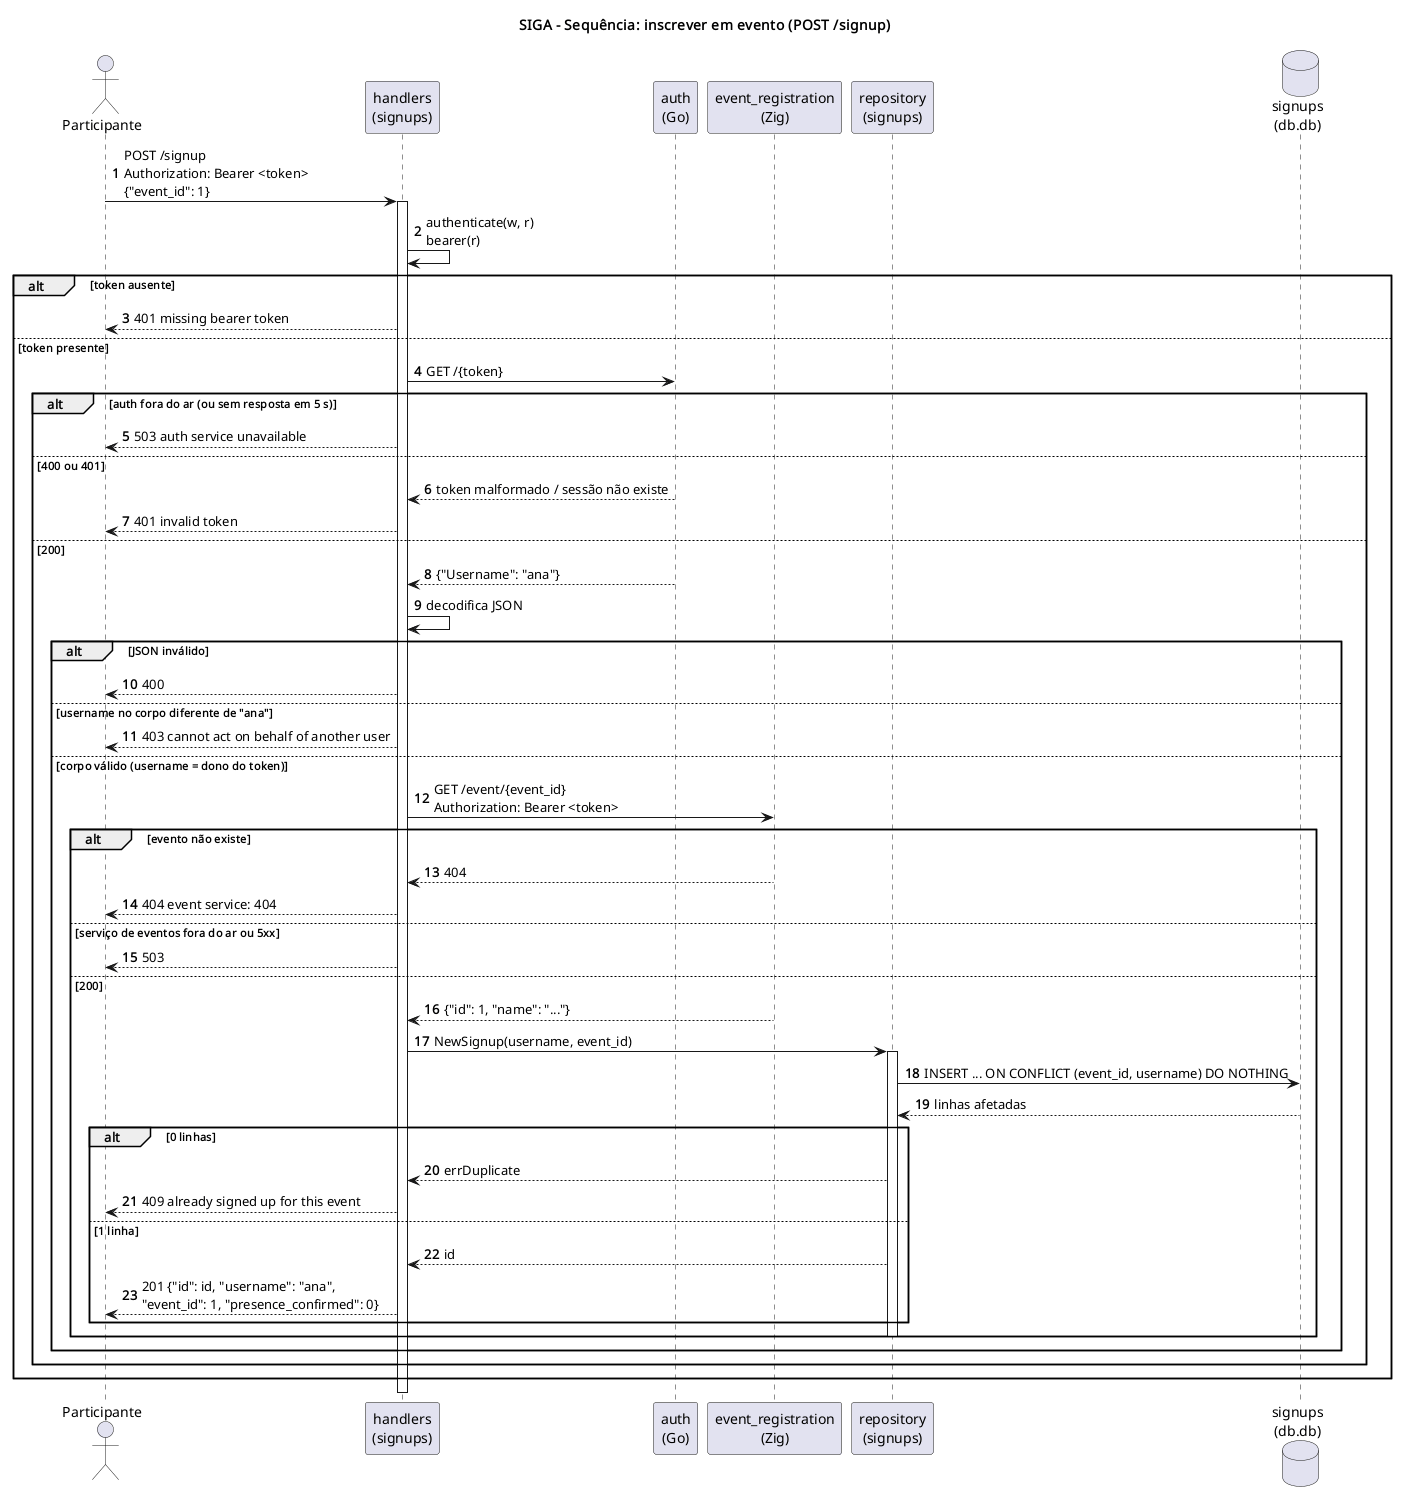 SIGA - Sequência: inscrever em evento (POST /signup)
Participante
handlers
(signups)
auth
(Go)
event_registration
(Zig)
repository
(signups)
signups
(db.db)
1 POST /signup
Authorization: Bearer <token>
{"event_id": 1}
2 authenticate(w, r)
bearer(r)
alt [token ausente]
3 401 missing bearer token
[token presente]
4 GET /{token}
alt [auth fora do ar (ou sem resposta em 5 s)]
5 503 auth service unavailable
[400 ou 401]
6 token malformado / sessão não existe
7 401 invalid token
[200]
8 {"Username": "ana"}
9 decodifica JSON
alt [JSON inválido]
10 400
[username no corpo diferente de "ana"]
11 403 cannot act on behalf of another user
[corpo válido (username = dono do token)]
12 GET /event/{event_id}
Authorization: Bearer <token>
alt [evento não existe]
13 404
14 404 event service: 404
[serviço de eventos fora do ar ou 5xx]
15 503
[200]
16 {"id": 1, "name": "..."}
17 NewSignup(username, event_id)
18 INSERT ... ON CONFLICT (event_id, username) DO NOTHING
19 linhas afetadas
alt [0 linhas]
20 errDuplicate
21 409 already signed up for this event
[1 linha]
22 id
23 201 {"id": id, "username": "ana",
"event_id": 1, "presence_confirmed": 0}
Participante
handlers
(signups)
auth
(Go)
event_registration
(Zig)
repository
(signups)
signups
(db.db)